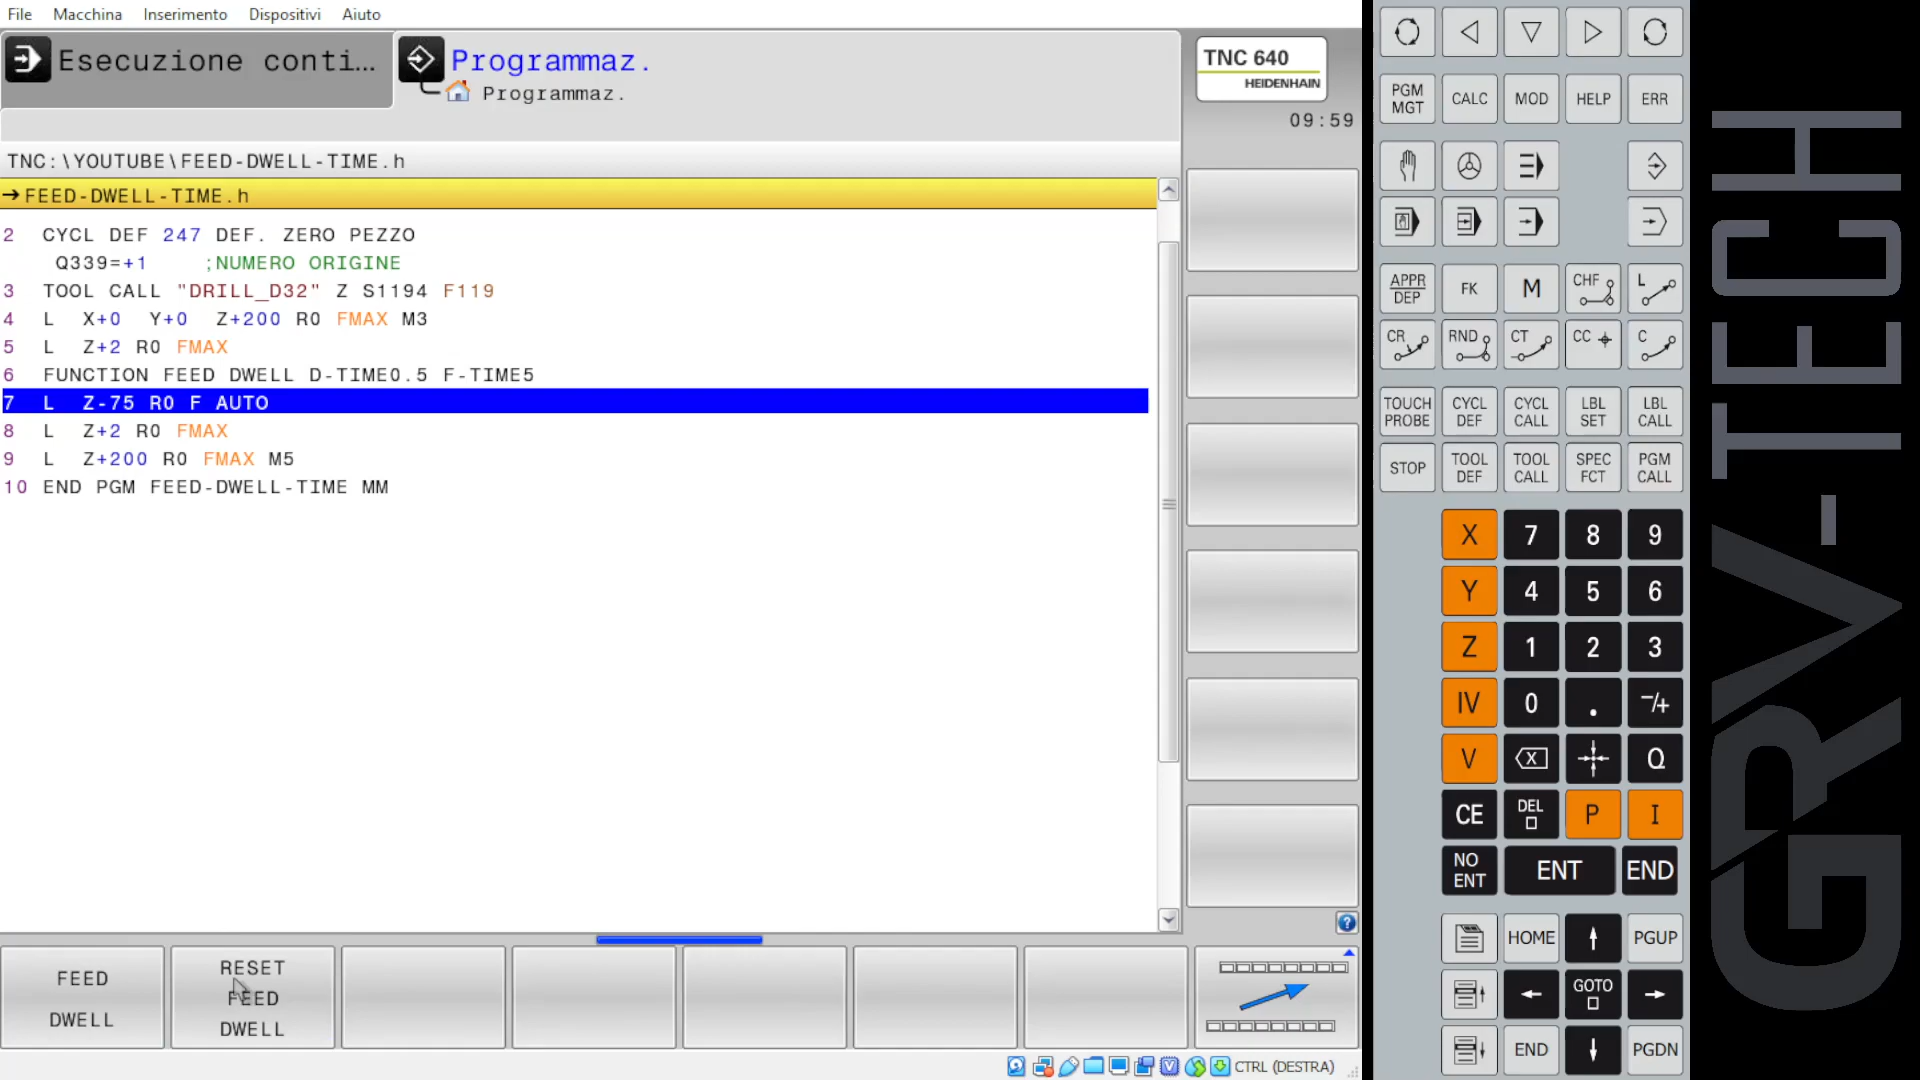 File Macchina Inserimento Dispositivi Aiuto
Esecuzione conti...
Programmaz.
Programmaz.
TNC 640
HEIDENHAIN
09:59
TNC:\YOUTUBE\FEED-DWELL-TIME.h
→FEED-DWELL-TIME.h
2 CYCL DEF 247 DEF. ZERO PEZZO
Q339=+1 ;NUMERO ORIGINE
3 TOOL CALL "DRILL_D32" Z S1194 F119
4 L X+0 Y+0 Z+200 R0 FMAX M3
5 L Z+2 R0 FMAX
6 FUNCTION FEED DWELL D-TIME0.5 F-TIME5
7 L Z-75 R0 F AUTO
8 L Z+2 R0 FMAX
9 L Z+200 R0 FMAX M5
10 END PGM FEED-DWELL-TIME MM
FEED
DWELL
RESET
FEED
DWELL
CTRL (DESTRA)
PGM
MGT
CALC
MOD
HELP
ERR
APPR
DEP
FK
M
CHF
L
CR
RND
CT
CC
C
TOUCH
PROBE
CYCL
DEF
CYCL
CALL
LBL
SET
LBL
CALL
STOP
TOOL
DEF
TOOL
CALL
SPEC
FCT
PGM
CALL
X 7 8 9
Y 4 5 6
Z 1 2 3
IV 0 . −/+
V X Q
CE
DEL
P I
NO
ENT
ENT
END
HOME ↑ PGUP
←
GOTO
→
END ↓ PGDN
GRV-TECH